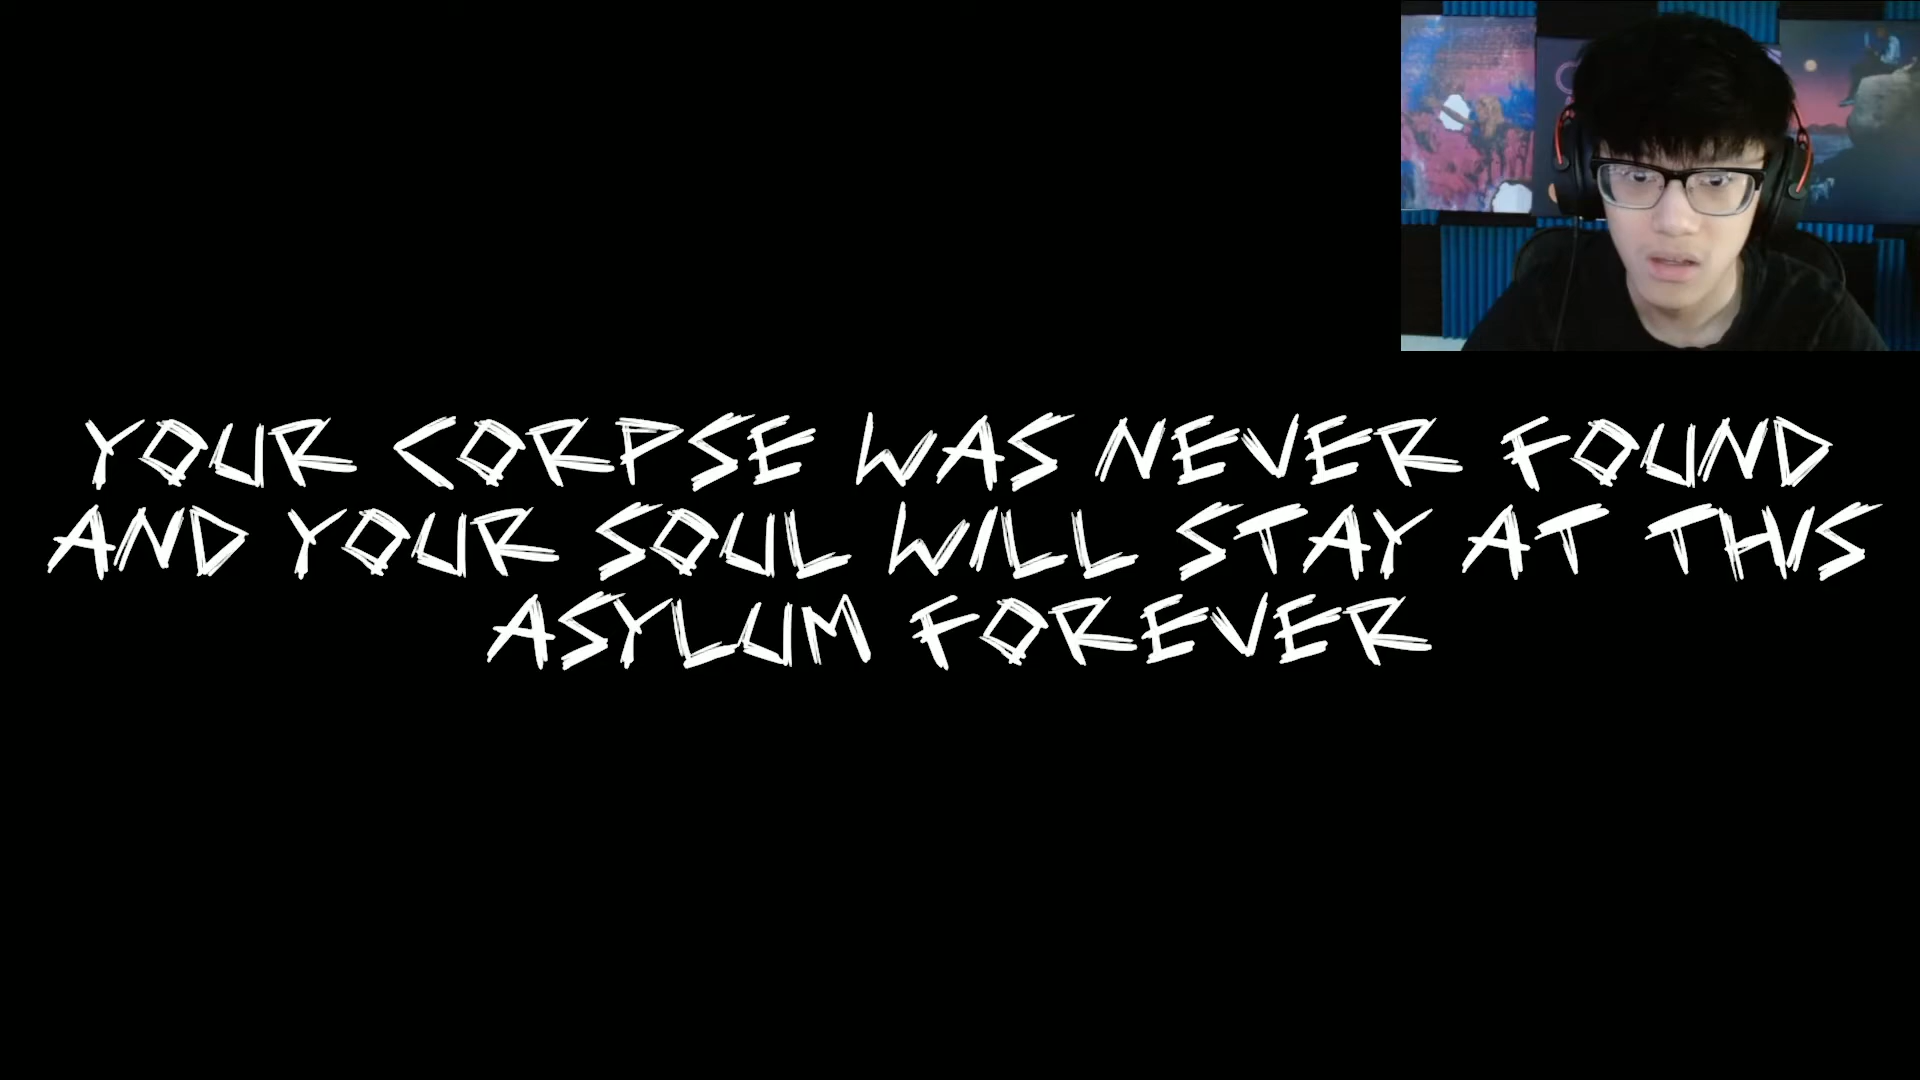 YOUR CORPSE WAS NEVER FOUND
AND YOUR SOUL WILL STAY AT THIS
ASYLUM FOREVER